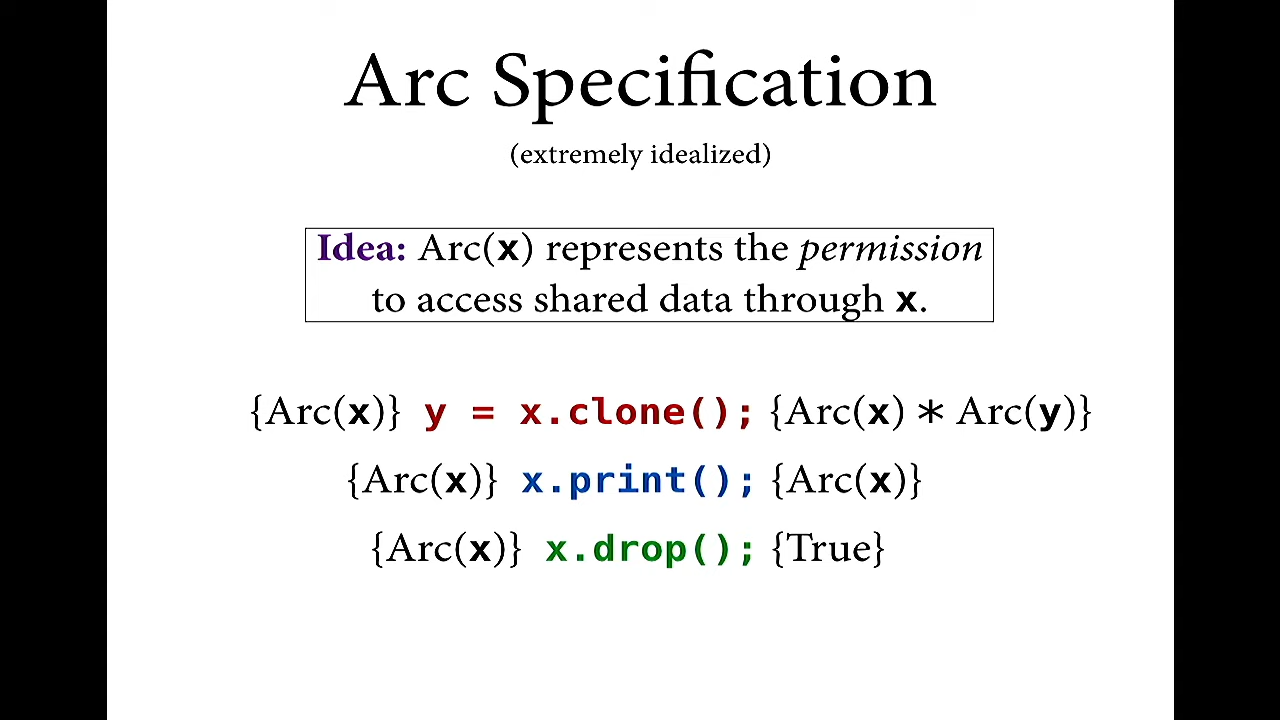 Arc Specification
(extremely idealized)
Idea: Arc(x) represents the permission
to access shared data through x.
{Arc(x)} y = x.clone(); {Arc(x) ∗ Arc(y)}
{Arc(x)} x.print(); {Arc(x)}
{Arc(x)} x.drop(); {True}